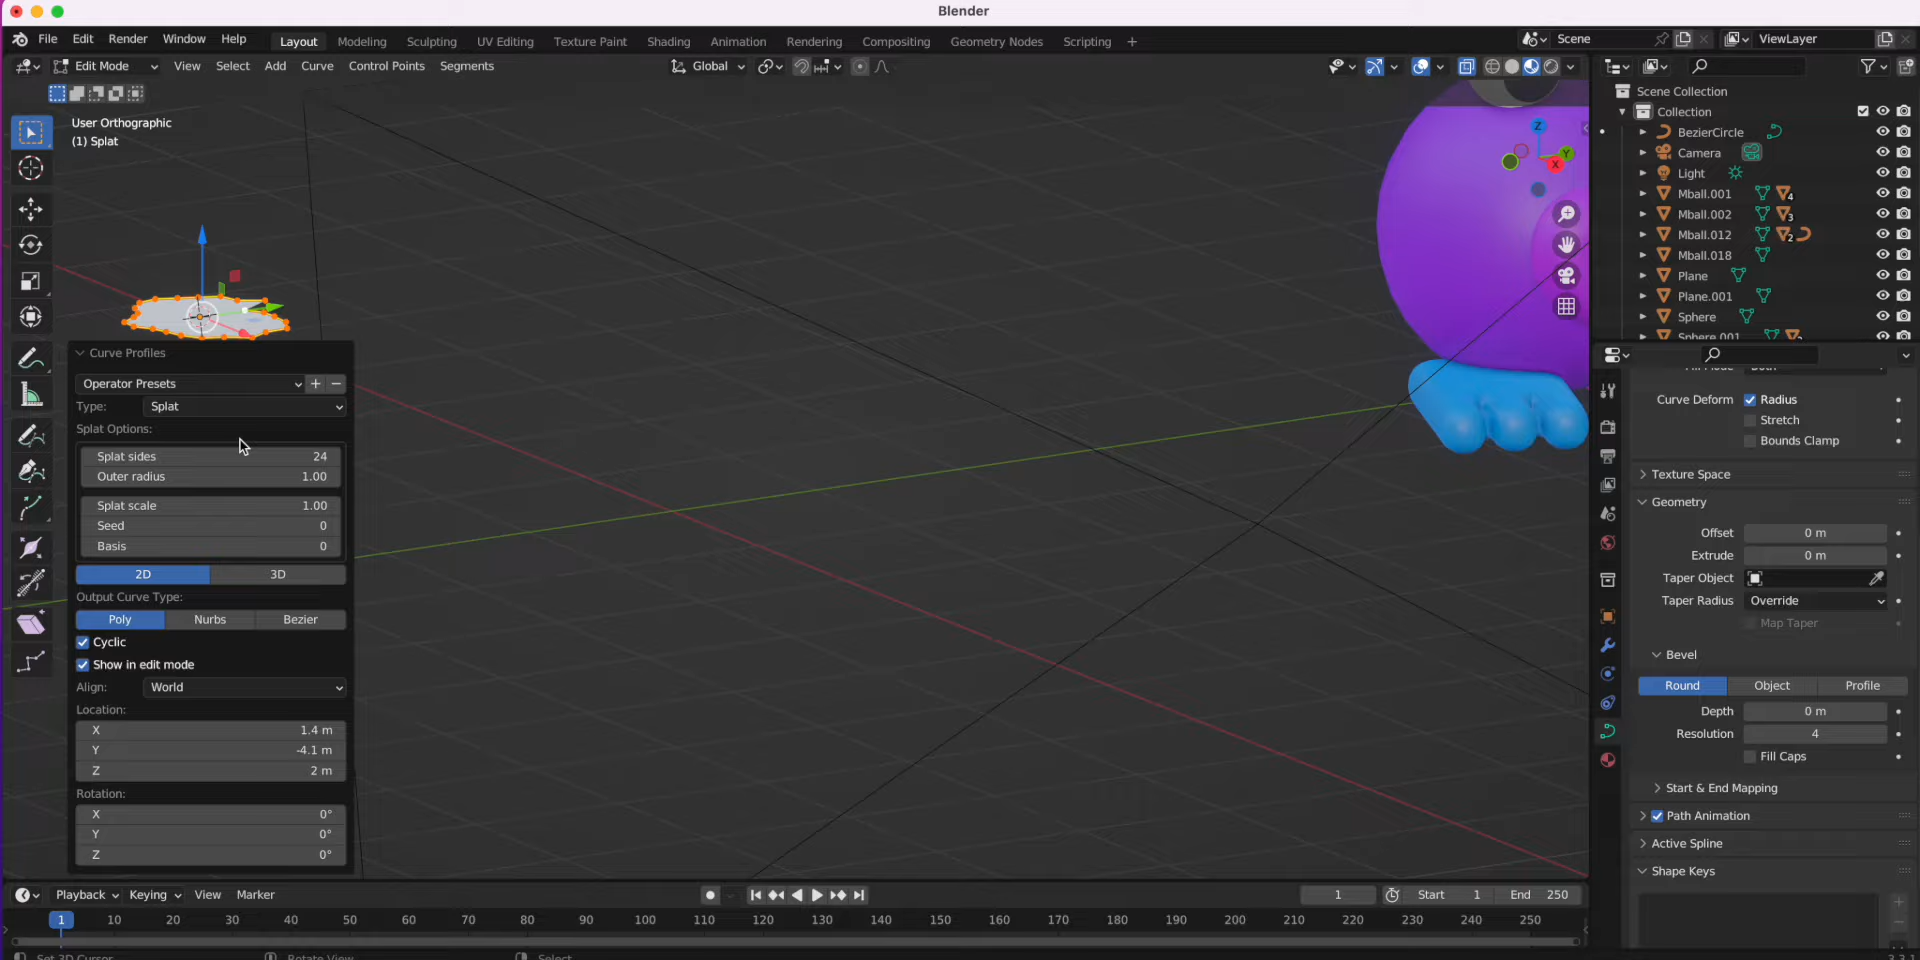 Blender
File Edit Render Window Help Layout Modeling Sculpting UV Editing Texture Paint Shading Animation Rendering Compositing Geometry Nodes Scripting + Scene ViewLayer
Edit Mode View Select Add Curve Control Points Segments Global
User Orthographic
(1) Splat
Z
Y
X
Scene Collection
Collection
BezierCircle
Camera
Light
Mball.001 4
Mball.002 3
Mball.012 2
Mball.018
Plane
Plane.001
Sphere
Sphere.001
Curve Profiles
Operator Presets + −
Type: Splat
Splat Options:
Splat sides 24
Outer radius 1.00
Splat scale 1.00
Seed 0
Basis 0
2D 3D
Output Curve Type:
Poly Nurbs Bezier
Cyclic
Show in edit mode
Align: World
Location:
X 1.4 m
Y -4.1 m
Z 2 m
Rotation:
X 0°
Y 0°
Z 0°
Curve Deform Radius
Stretch
Bounds Clamp
Texture Space
Geometry
Offset 0 m
Extrude 0 m
Taper Object
Taper Radius Override
Map Taper
Bevel
Round Object Profile
Depth 0 m
Resolution 4
Fill Caps
Start & End Mapping
Path Animation
Active Spline
Shape Keys
Playback Keying View Marker 1 Start 1 End 250
1 10 20 30 40 50 60 70 80 90 100 110 120 130 140 150 160 170 180 190 200 210 220 230 240 250
Set 3D Cursor Rotate View Select